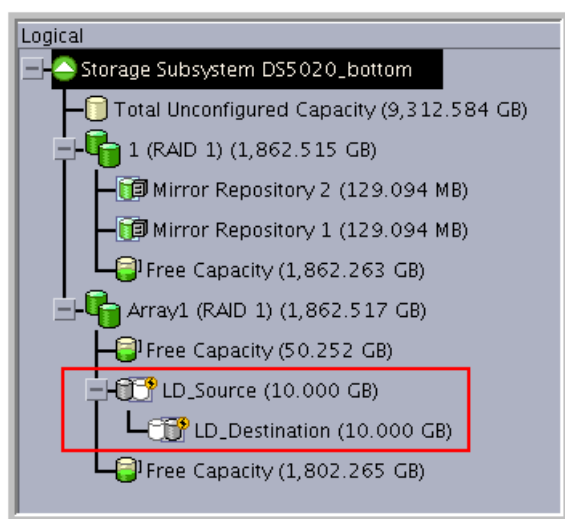 Logical
Storage Subsystem DS5020_bottom
Total Unconfigured Capacity (9,312.584 GB)
1 (RAID 1) (1,862.515 GB)
Mirror Repository 2 (129.094 MB)
Mirror Repository 1 (129.094 MB)
Free Capacity (1,862.263 GB)
Array1 (RAID 1) (1,862.517 GB)
Free Capacity (50.252 GB)
LD_Source (10.000 GB)
LD_Destination (10.000 GB)
Free Capacity (1,802.265 GB)